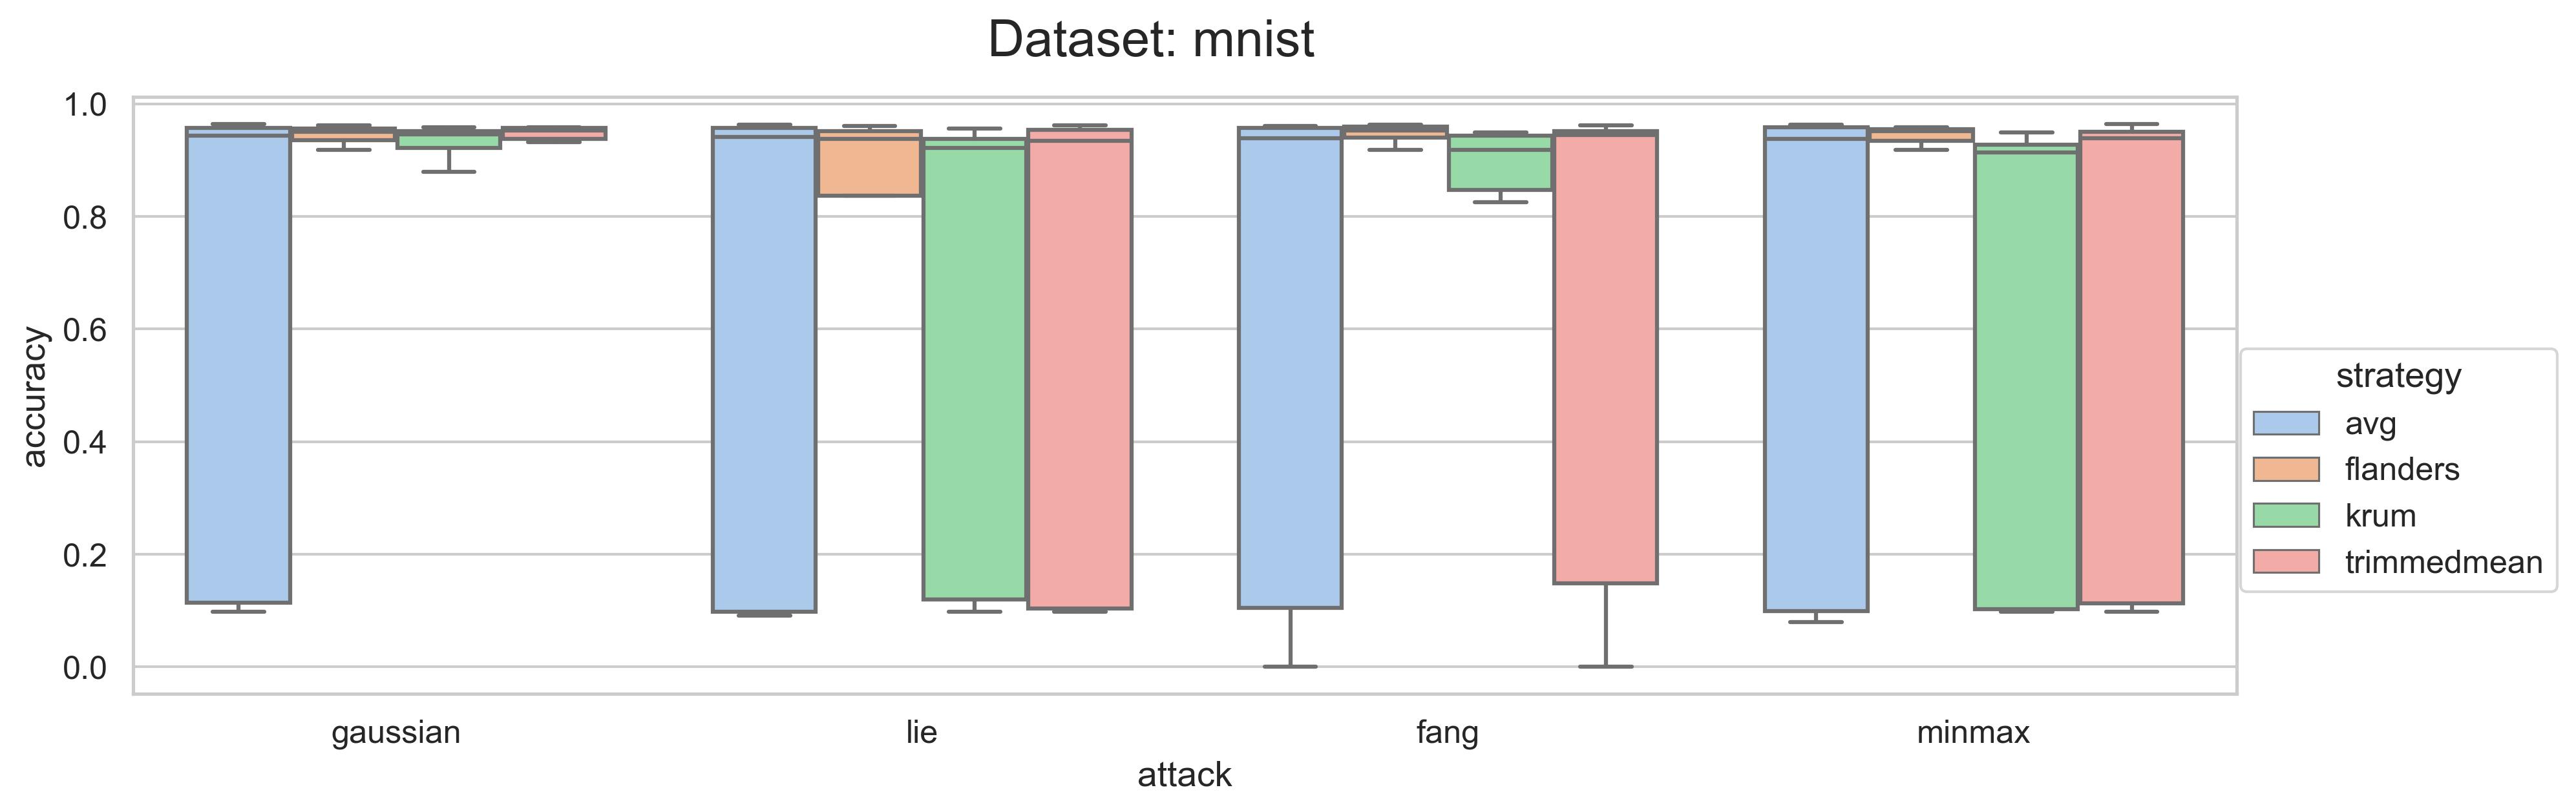 Dataset: mnist
1.0
0.8
0.6
0.4
0.2
0.0
accuracy
gaussian
lie
fang
minmax
attack
strategy
avg
flanders
krum
trimmedmean